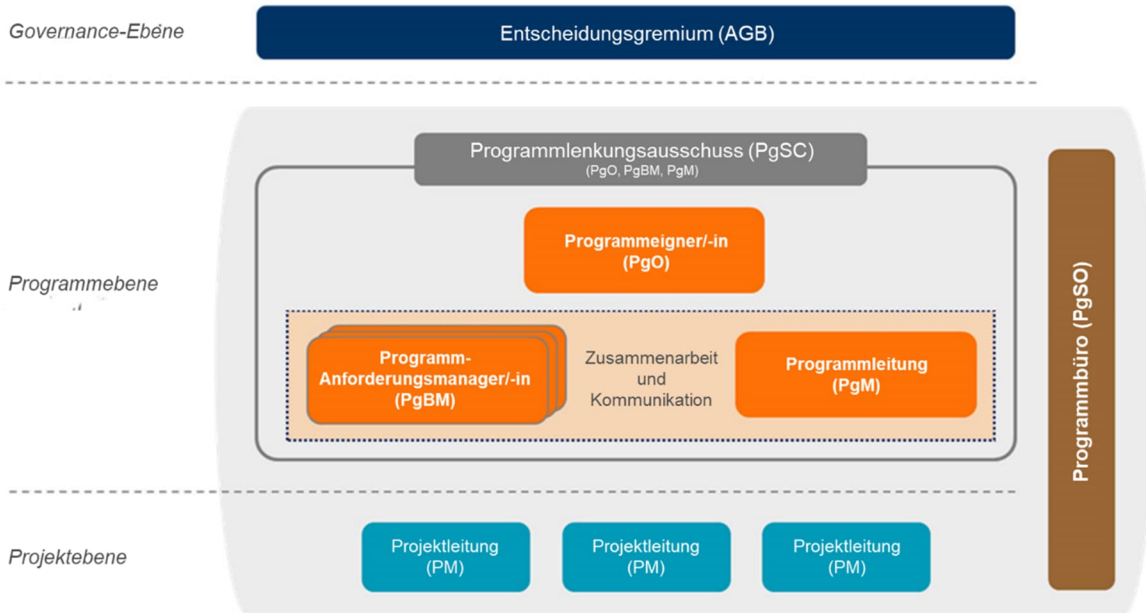 Governance-Ebene
Entscheidungsgremium (AGB)
Programmlenkungsausschuss (PgSC)
(PgO, PgBM, PgM)
Programmeigner/-in
(PgO)
Programmebene
Programm-
Anforderungsmanager/-in
(PgBM)
Zusammenarbeit
und
Kommunikation
Programmleitung
(PgM)
Programmbüro (PgSO)
Projektebene
Projektleitung
(PM)
Projektleitung
(PM)
Projektleitung
(PM)